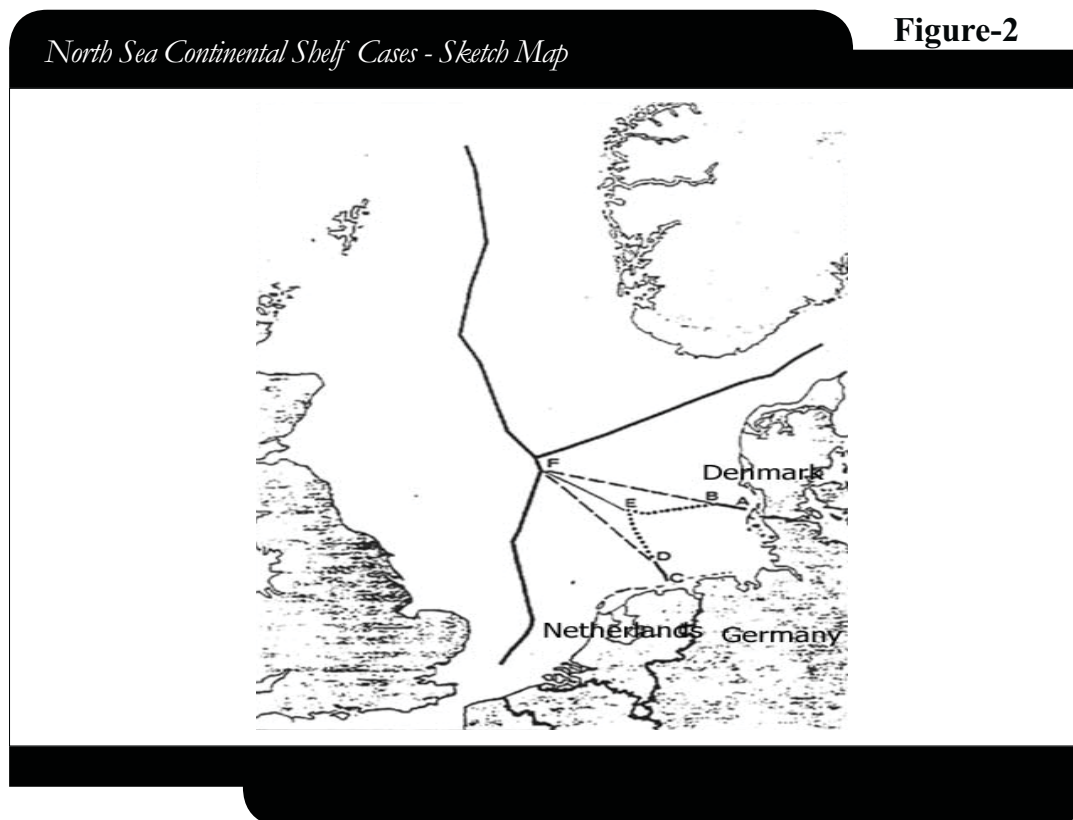 Figure-2
North Sea Continental Shelf Cases - Sketch Map
F
Denmark
E
B
A
D
C
Netherlands
Germany